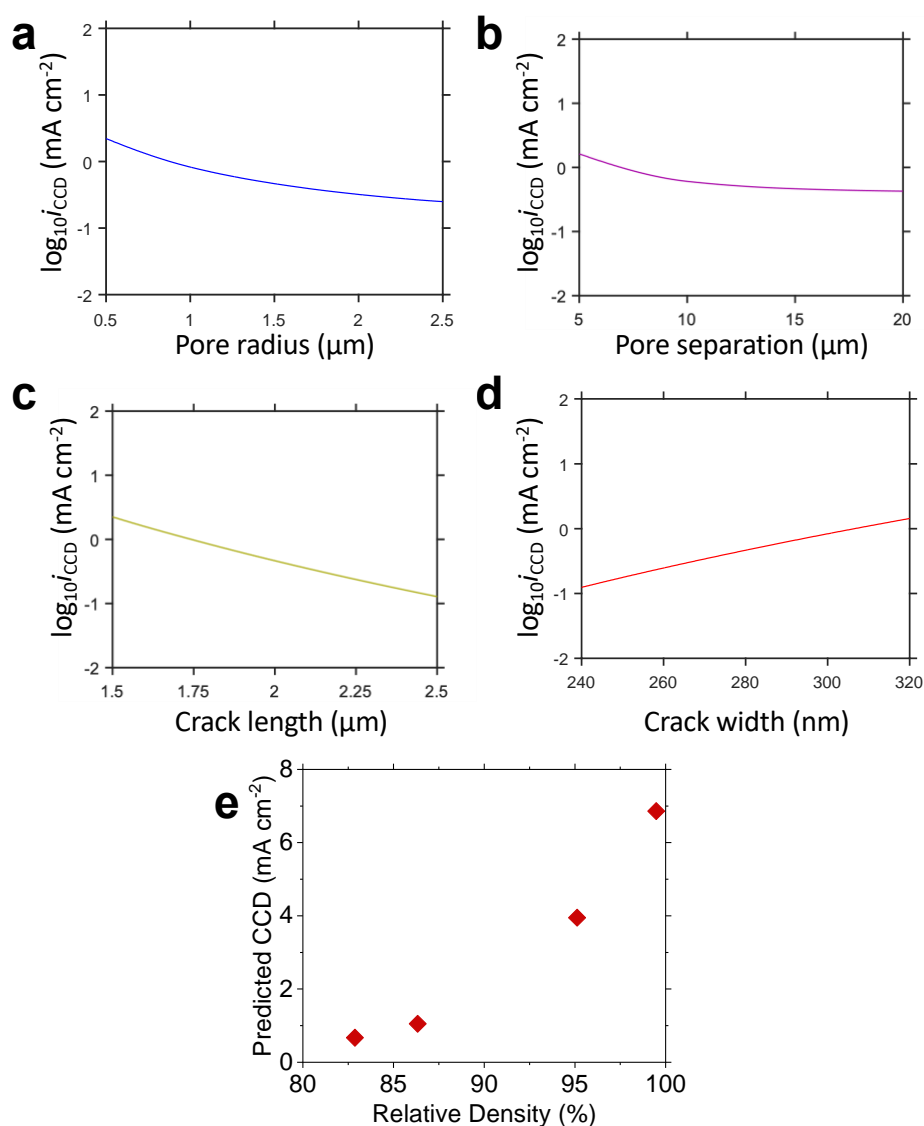 a
log₁₀iCCD (mA cm⁻²)
2
1
0
-1
-2
0.5 1 1.5 2 2.5
Pore radius (µm)
b
log₁₀iCCD (mA cm⁻²)
2
1
0
-1
-2
5 10 15 20
Pore separation (µm)
c
log₁₀iCCD (mA cm⁻²)
2
1
0
-1
-2
1.5 1.75 2 2.25 2.5
Crack length (µm)
d
log₁₀iCCD (mA cm⁻²)
2
1
0
-1
-2
240 260 280 300 320
Crack width (nm)
e
Predicted CCD (mA cm⁻²)
8
6
4
2
0
80 85 90 95 100
Relative Density (%)